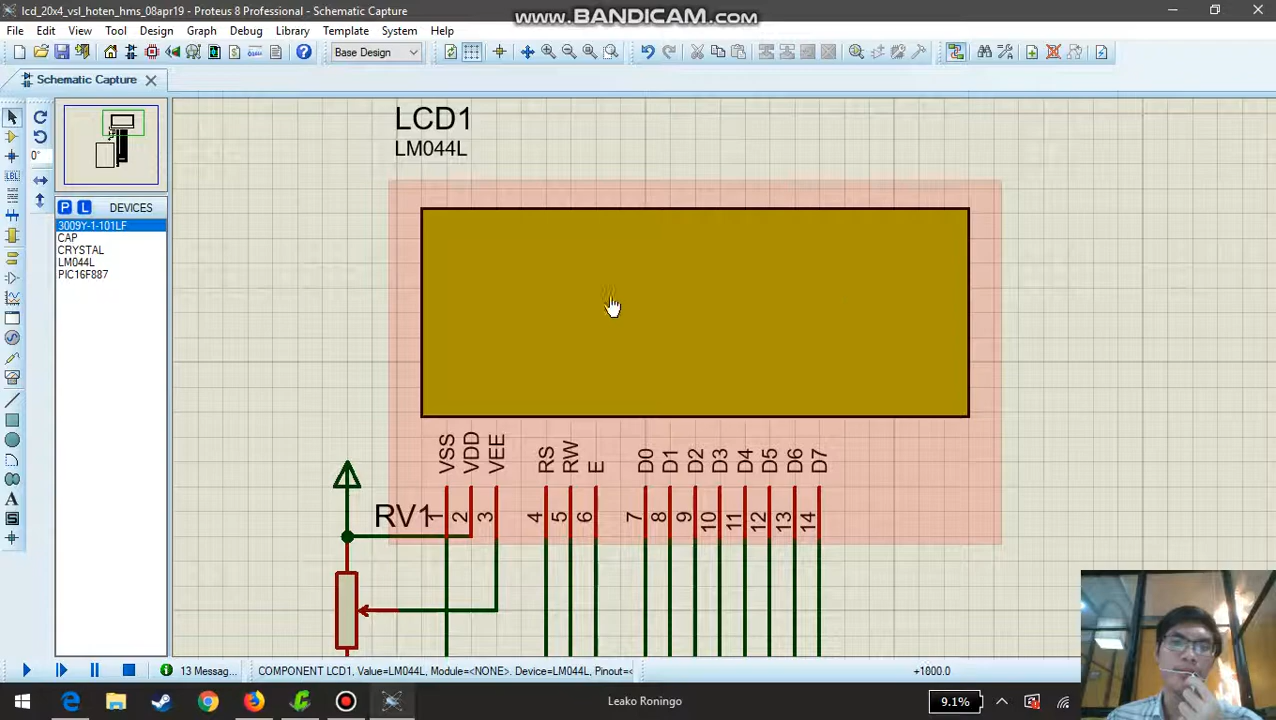 lcd_20x4_vsl_hoten_hms_08apr19 - Proteus 8 Professional - Schematic Capture
www.BANDICAM.com
File Edit View Tool Design Graph Debug Library Template System Help
Base Design
Schematic Capture
LCD1
LM044L
0°
P L DEVICES
3009Y-1-101LF
CAP
CRYSTAL
LM044L
PIC16F887
LBL
VSS VDD VEE RS RW E D0 D1 D2 D3 D4 D5 D6 D7
RV1
1 2 3 4 5 6 7 8 9 10 11 12 13 14
A
13 Messag...
COMPONENT LCD1, Value=LM044L, Module=<NONE>. Device=LM044L, Pinout=<
+1000.0
Leako Roningo
9.1%